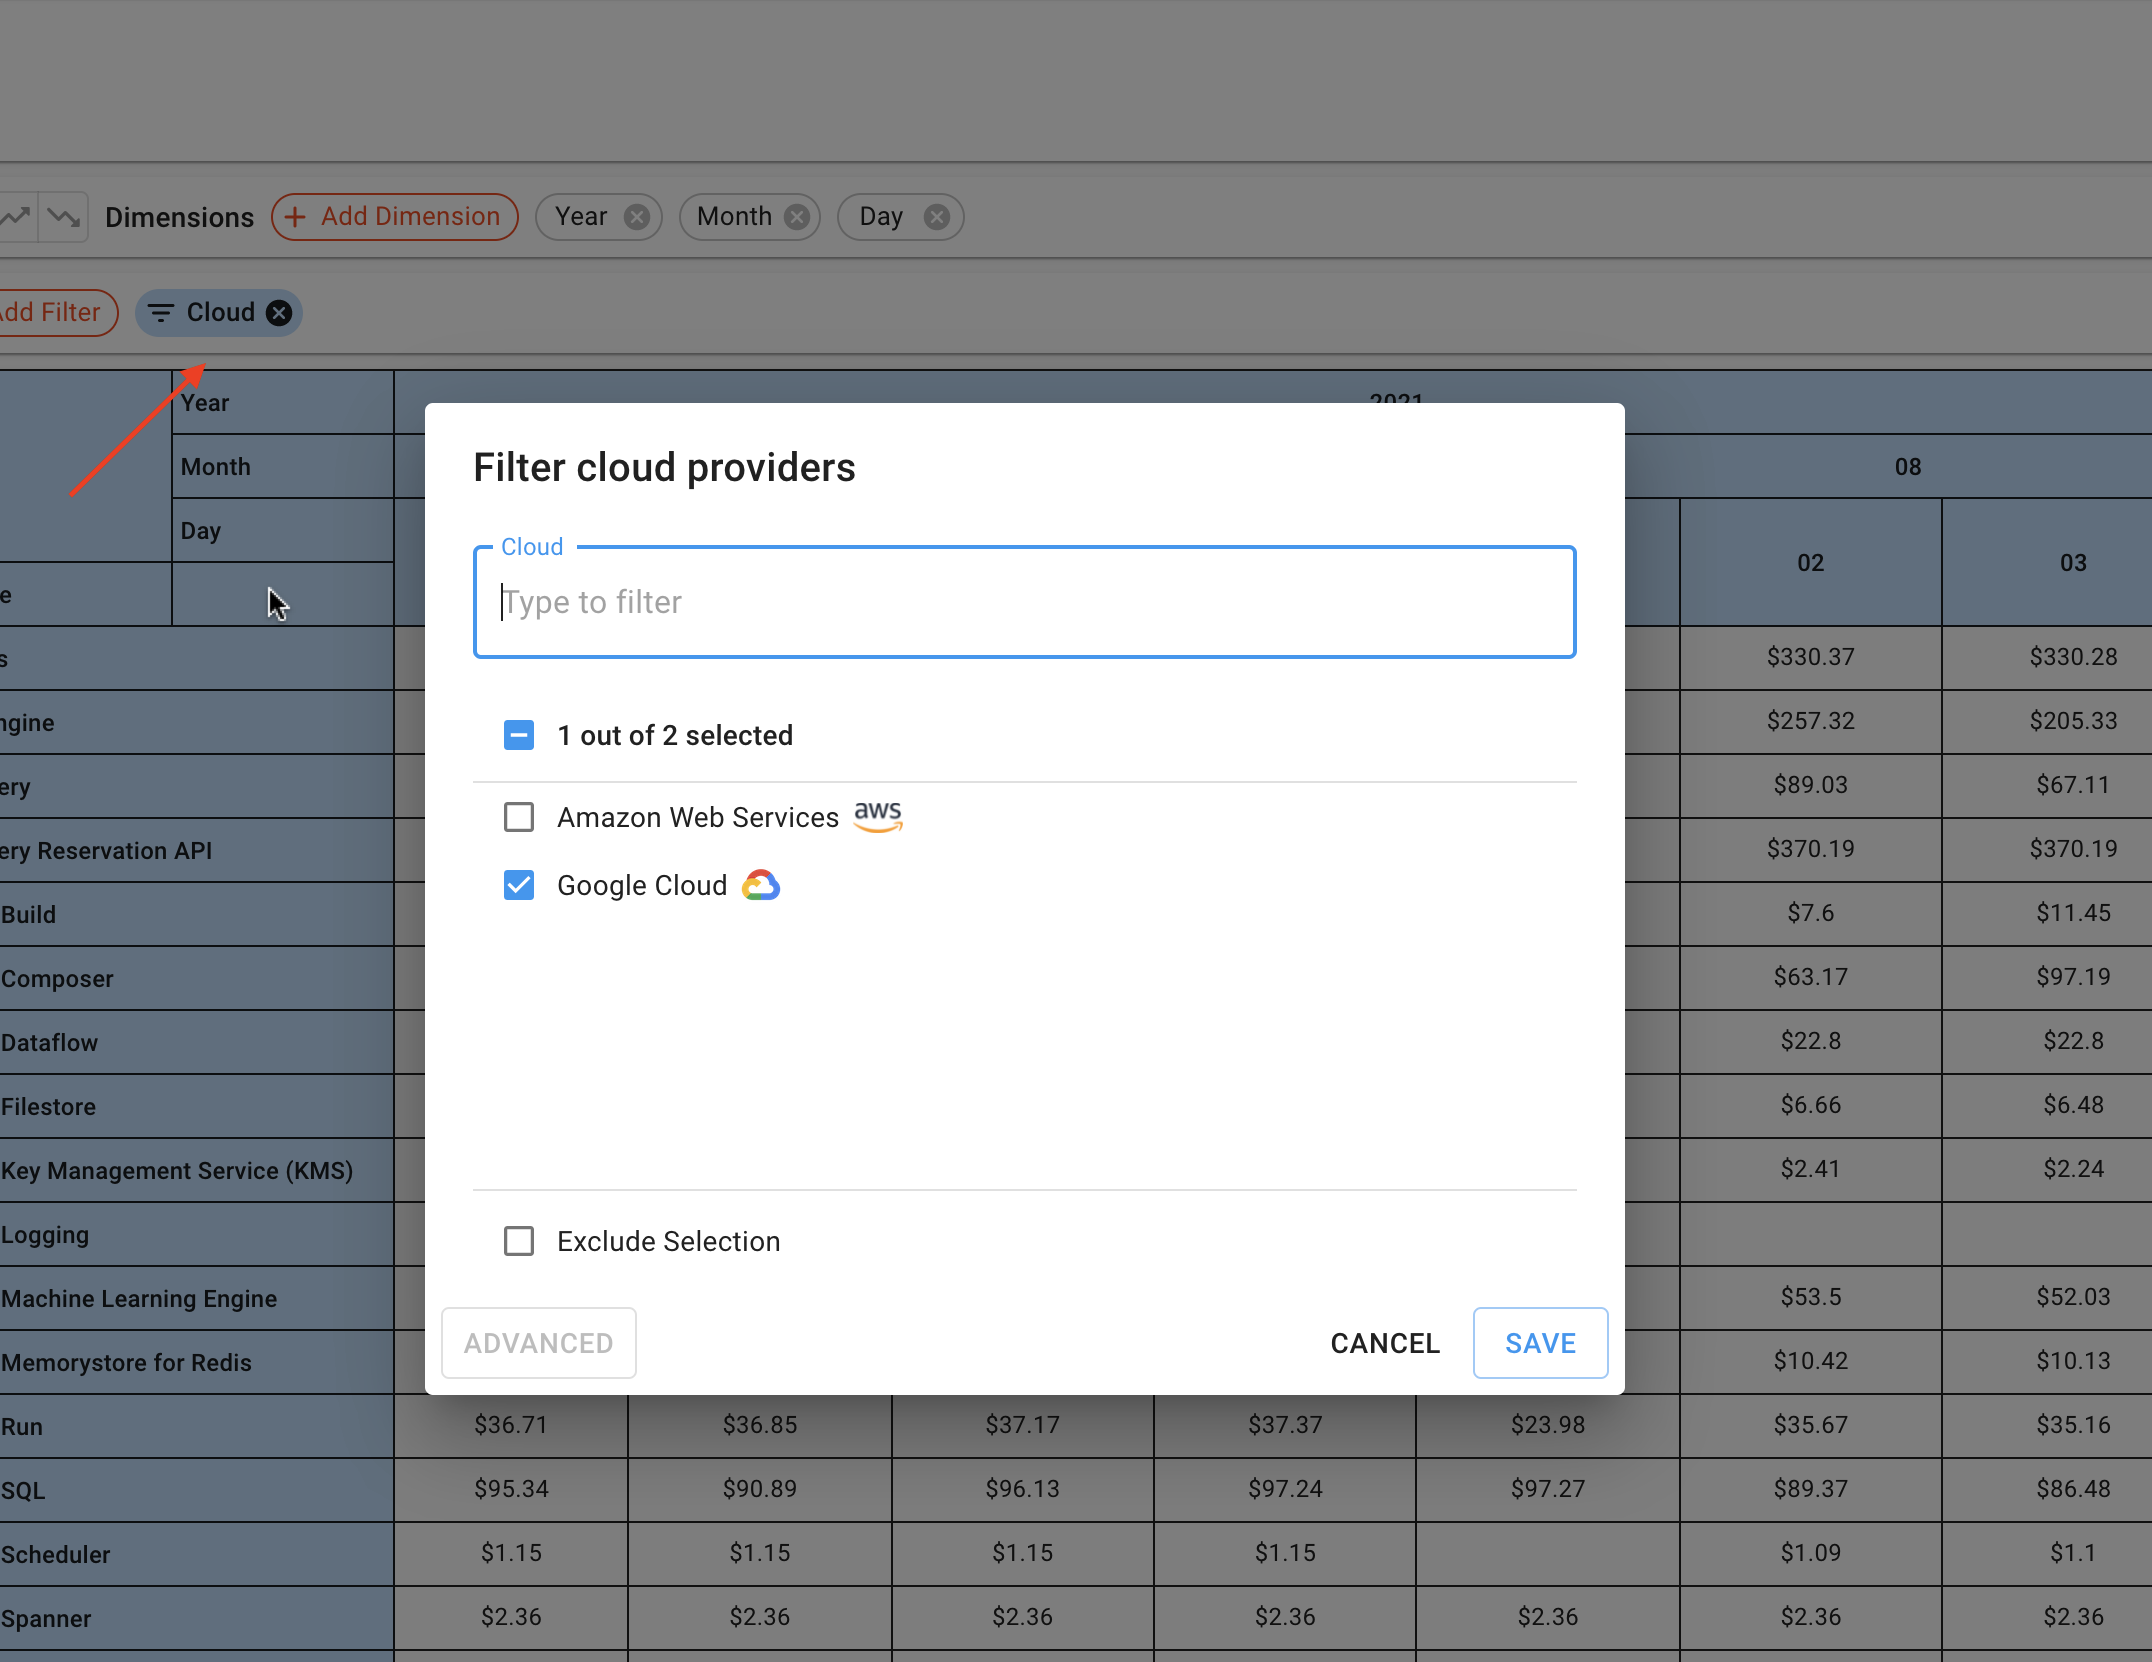 Dimensions + Add Dimension Year Month Day
Add Filter Cloud
Year 2021
Month 08
Day 02 03
e
Filter cloud providers
Cloud
Type to filter
1 out of 2 selected
Amazon Web Services aws
Google Cloud
Exclude Selection
ADVANCED CANCEL SAVE
s $330.37 $330.28
ngine $257.32 $205.33
ery $89.03 $67.11
ery Reservation API $370.19 $370.19
Build $7.6 $11.45
Composer $63.17 $97.19
Dataflow $22.8 $22.8
Filestore $6.66 $6.48
Key Management Service (KMS) $2.41 $2.24
Logging
Machine Learning Engine $53.5 $52.03
Memorystore for Redis $10.42 $10.13
Run $36.71 $36.85 $37.17 $37.37 $23.98 $35.67 $35.16
SQL $95.34 $90.89 $96.13 $97.24 $97.27 $89.37 $86.48
Scheduler $1.15 $1.15 $1.15 $1.15 $1.09 $1.1
Spanner $2.36 $2.36 $2.36 $2.36 $2.36 $2.36 $2.36